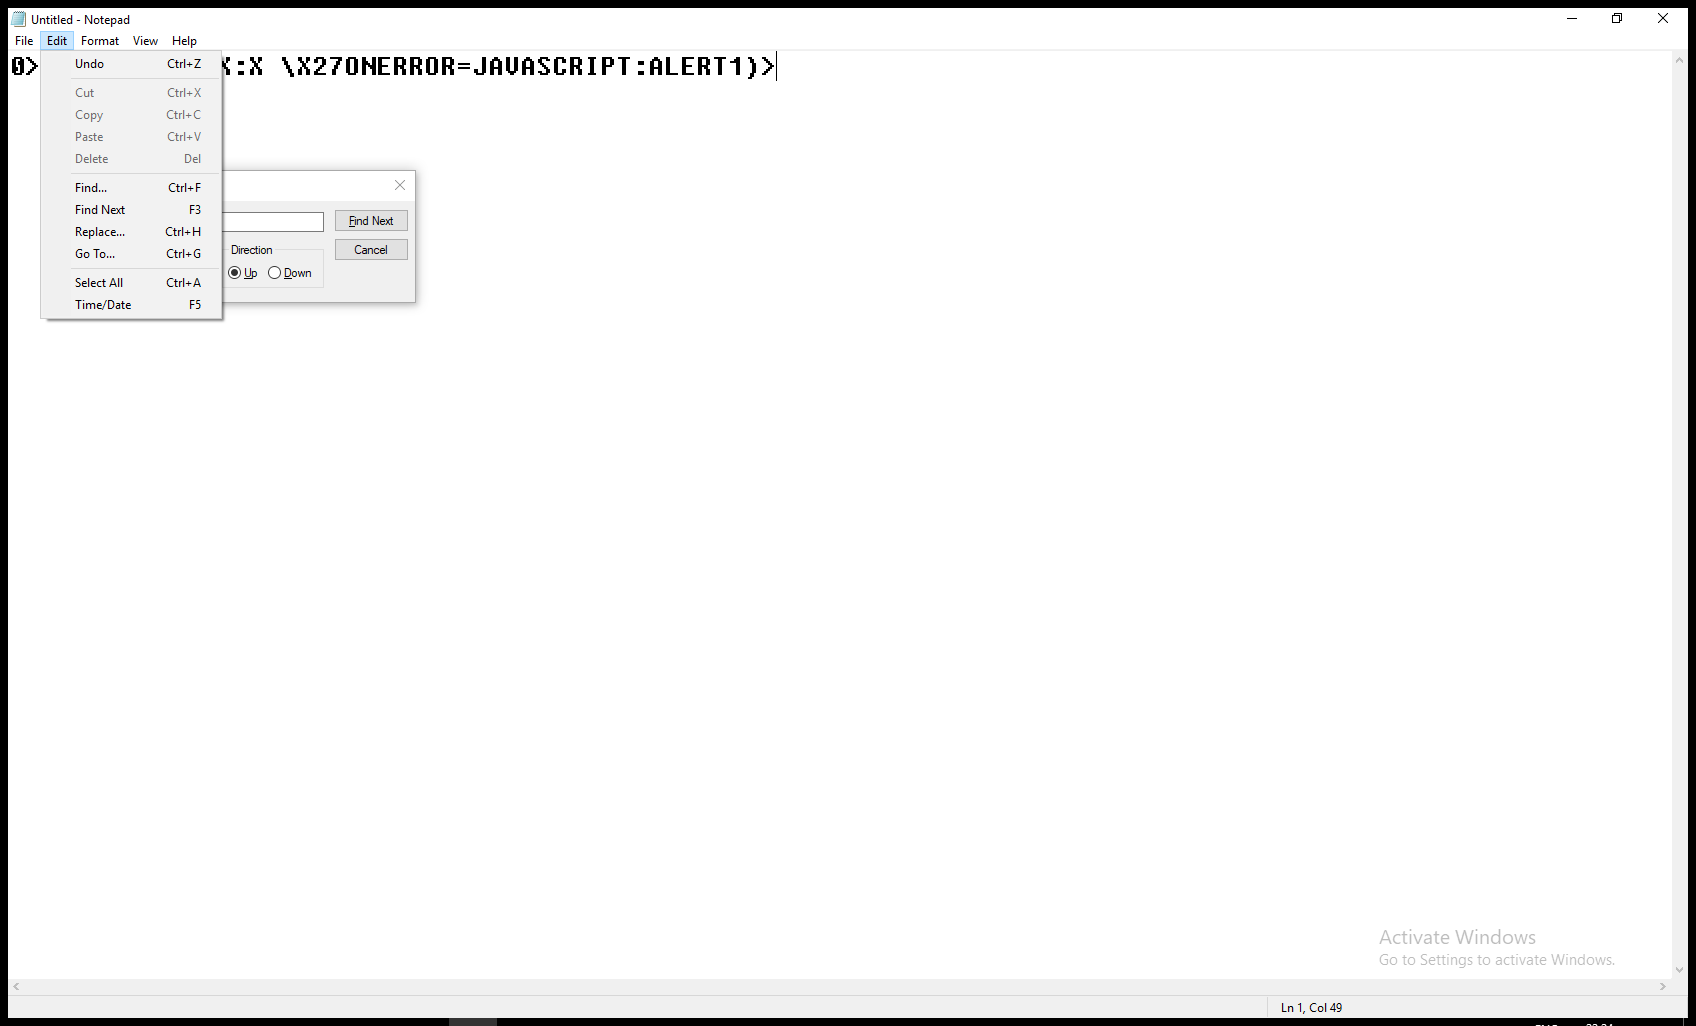 Untitled - Notepad
File Edit Format View Help
0> :X \X27ONERROR=JAVASCRIPT:ALERT1)>
Undo Ctrl+Z
Cut Ctrl+X
Copy Ctrl+C
Paste Ctrl+V
Delete Del
Find... Ctrl+F
Find Next F3
Replace... Ctrl+H
Go To... Ctrl+G
Select All Ctrl+A
Time/Date F5
Find Next
Cancel
Direction
Up Down
Activate Windows
Go to Settings to activate Windows.
Ln 1, Col 49